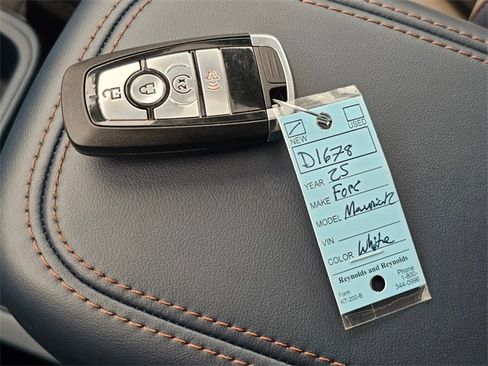 NEW USED
D1678
YEAR 25
MAKE Ford
MODEL Maverick
VIN
COLOR White
Reynolds and Reynolds
Form
KT-200-B
Phone
1-800-
344-0996
2x